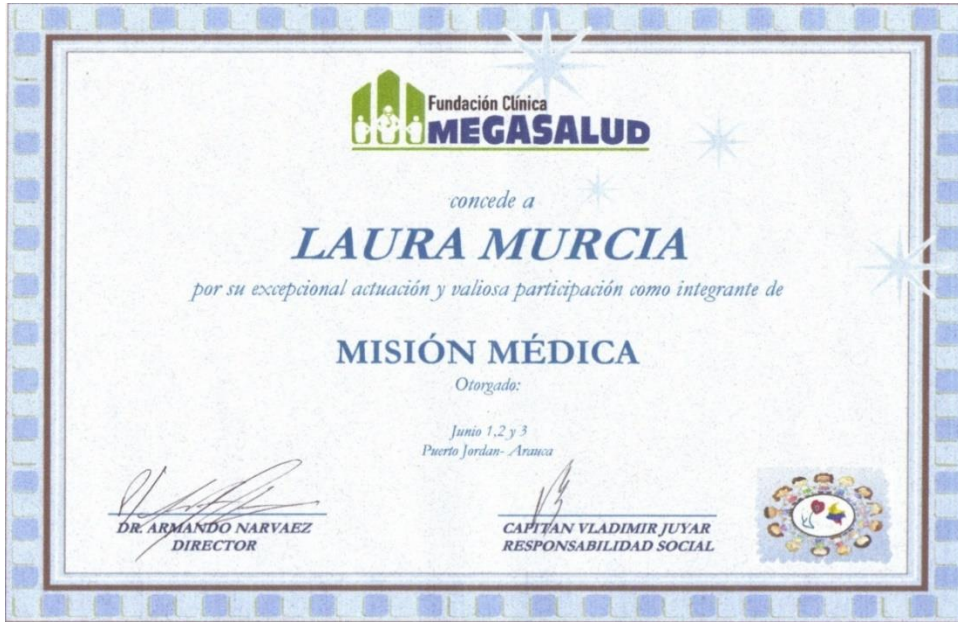 Fundación Clínica
MEGASALUD
concede a
LAURA MURCIA
por su excepcional actuación y valiosa participación como integrante de
MISIÓN MÉDICA
Otorgado:
Junio 1,2 y 3
Puerto Jordan- Arauca
DR. ARMANDO NARVAEZ
DIRECTOR
CAPITAN VLADIMIR JUYAR
RESPONSABILIDAD SOCIAL